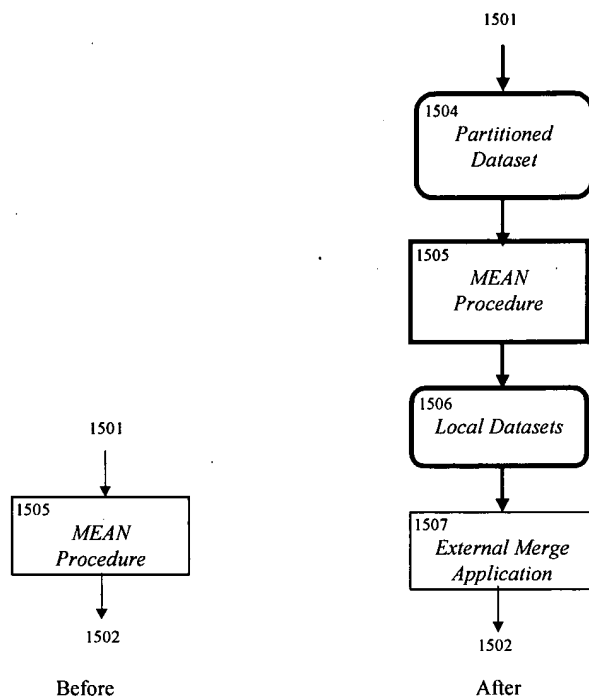 1501
1504
Partitioned
Dataset
1505
MEAN
Procedure
1506
Local Datasets
1507
External Merge
Application
1502
After
1501
1505
MEAN
Procedure
1502
Before